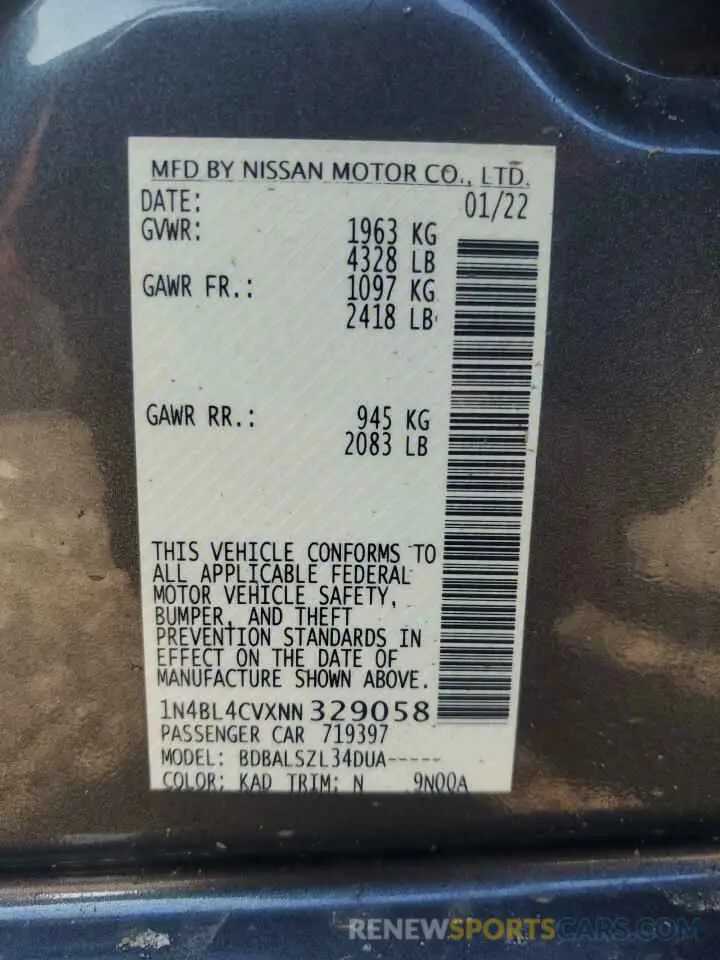 MFD BY NISSAN MOTOR CO., LTD.
DATE: 01/22
GVWR: 1963 KG
4328 LB
GAWR FR.: 1097 KG
2418 LB
GAWR RR.: 945 KG
2083 LB
THIS VEHICLE CONFORMS TO
ALL APPLICABLE FEDERAL
MOTOR VEHICLE SAFETY,
BUMPER, AND THEFT
PREVENTION STANDARDS IN
EFFECT ON THE DATE OF
MANUFACTURE SHOWN ABOVE.
1N4BL4CVXNN329058
PASSENGER CAR 719397
MODEL: BDBALSZL34DUA-----
COLOR: KAD TRIM: N 9N00A
RENEWSPORTSCARS.COM